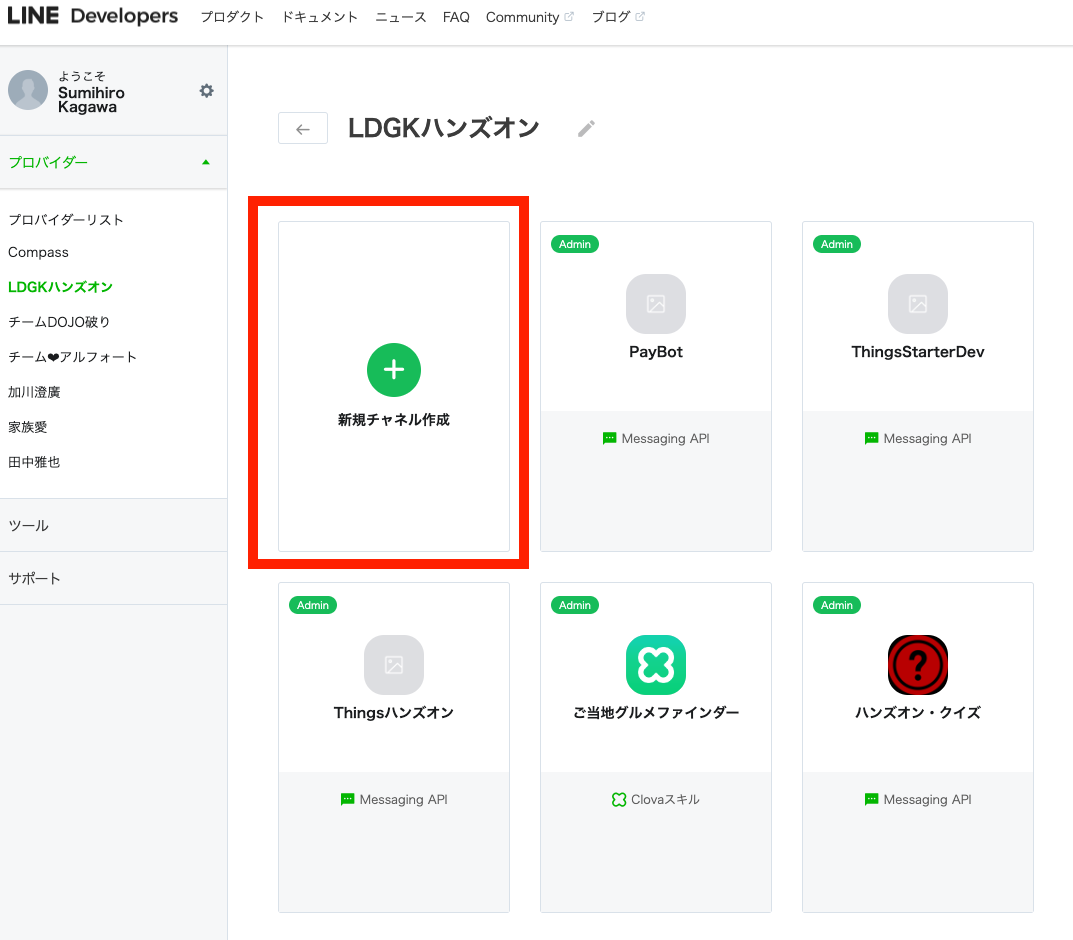 LINE Developers プロダクト ドキュメント ニュース FAQ Community ブログ
ようこそ
Sumihiro
Kagawa
プロバイダー
プロバイダーリスト
Compass
LDGKハンズオン
チームDOJO破り
チーム❤アルフォート
加川澄廣
家族愛
田中雅也
ツール
サポート
LDGKハンズオン
新規チャネル作成
Admin
PayBot
Messaging API
Admin
ThingsStarterDev
Messaging API
Admin
Thingsハンズオン
Messaging API
Admin
ご当地グルメファインダー
Clovaスキル
Admin
?
ハンズオン・クイズ
Messaging API